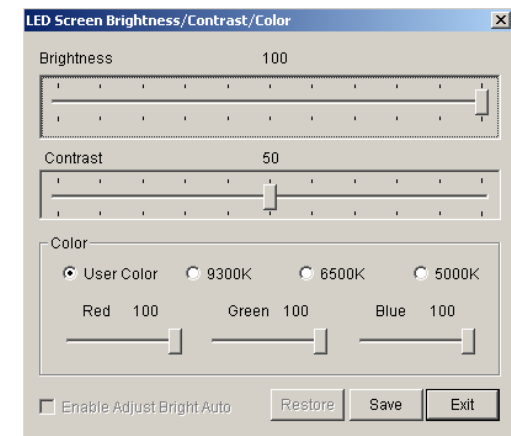 LED Screen Brightness/Contrast/Color
Brightness 100
Contrast 50
Color
User Color 9300K 6500K 5000K
Red 100 Green 100 Blue 100
Enable Adjust Bright Auto Restore Save Exit